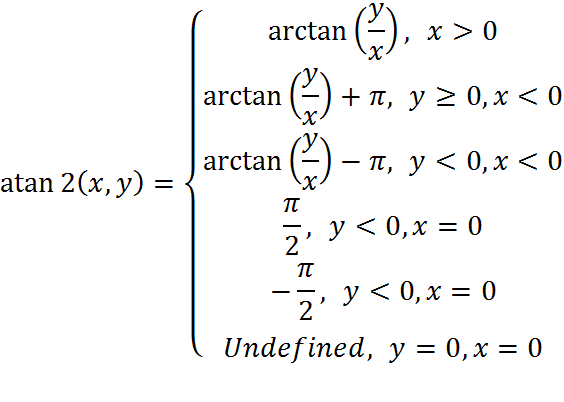 arctan (y/x), x > 0
arctan (y/x) + π, y ≥ 0, x < 0
atan 2(x, y) = arctan (y/x) − π, y < 0, x < 0
π/2, y < 0, x = 0
−π/2, y < 0, x = 0
Undefined, y = 0, x = 0